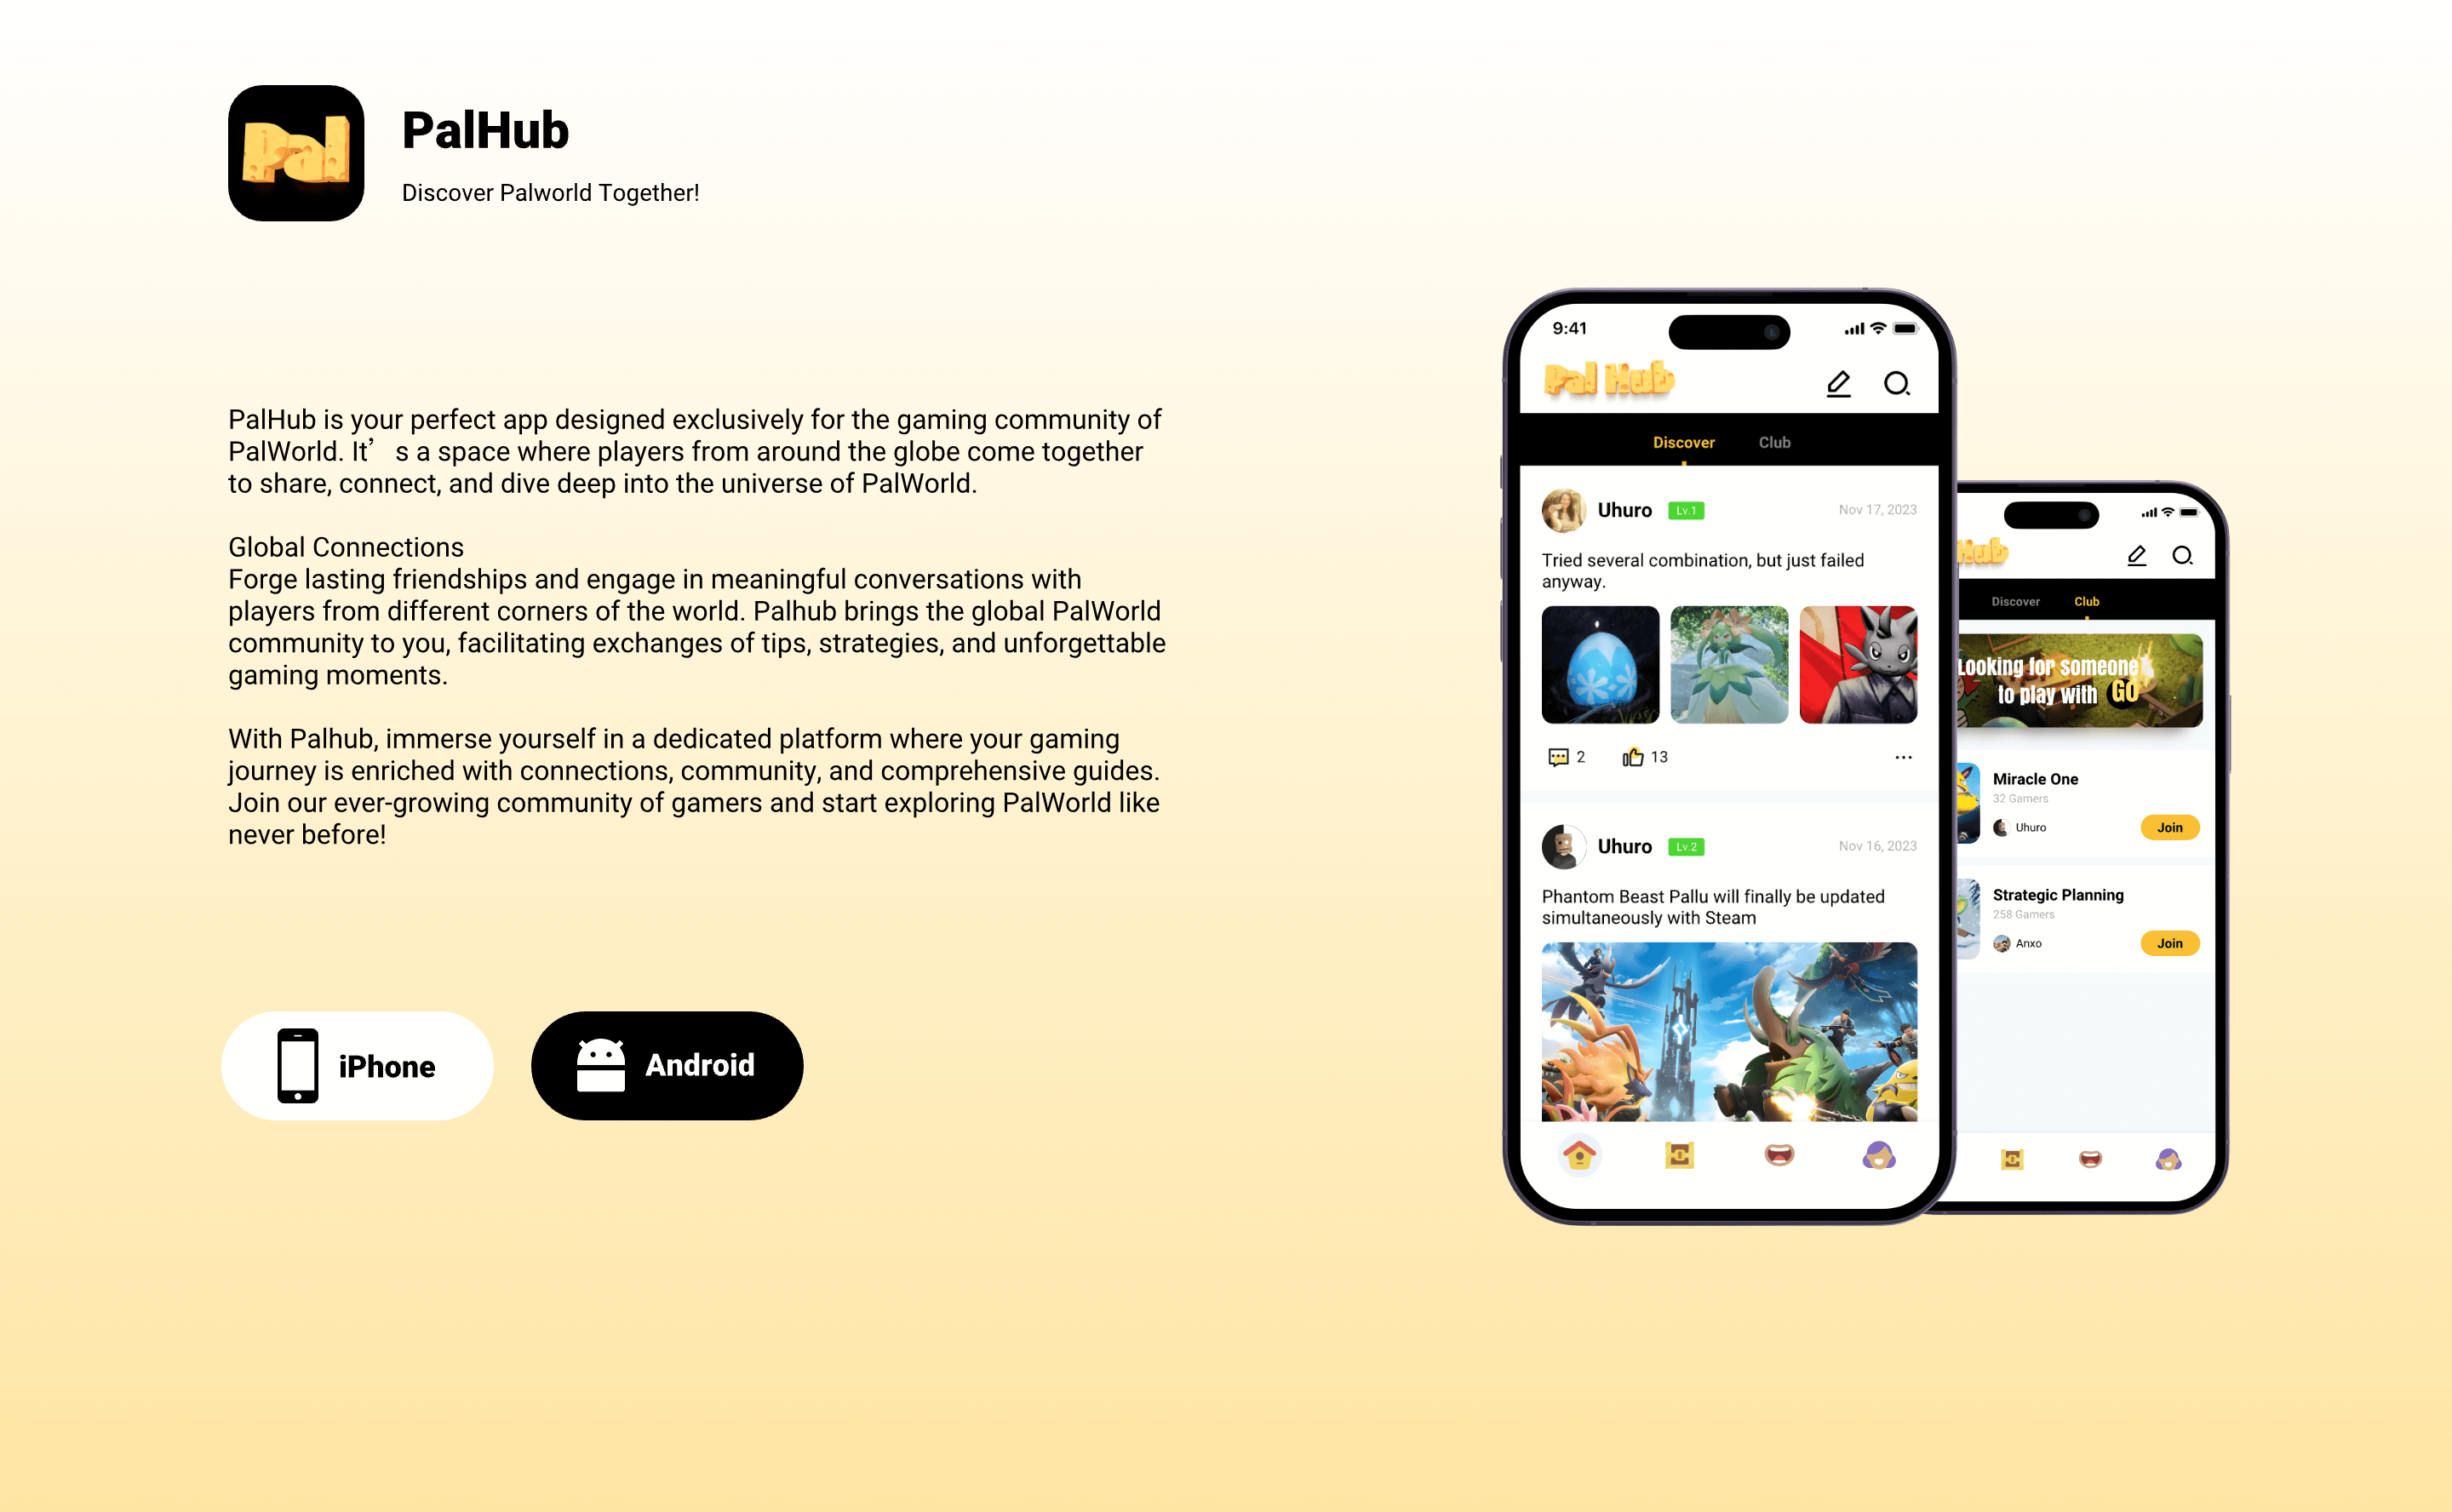 Pal
PalHub
Discover Palworld Together!
PalHub is your perfect app designed exclusively for the gaming community of
PalWorld. It’s a space where players from around the globe come together
to share, connect, and dive deep into the universe of PalWorld.
Global Connections
Forge lasting friendships and engage in meaningful conversations with
players from different corners of the world. Palhub brings the global PalWorld
community to you, facilitating exchanges of tips, strategies, and unforgettable
gaming moments.
With Palhub, immerse yourself in a dedicated platform where your gaming
journey is enriched with connections, community, and comprehensive guides.
Join our ever-growing community of gamers and start exploring PalWorld like
never before!
iPhone
Android
9:41
Pal Hub
Discover Club
Uhuro Lv.1 Nov 17, 2023
Tried several combination, but just failed
anyway.
2 13
Uhuro Lv.2 Nov 16, 2023
Phantom Beast Pallu will finally be updated
simultaneously with Steam
Hub
Discover Club
Looking for someone
to play with GO
Miracle One
32 Gamers
Uhuro Join
Strategic Planning
258 Gamers
Anxo Join